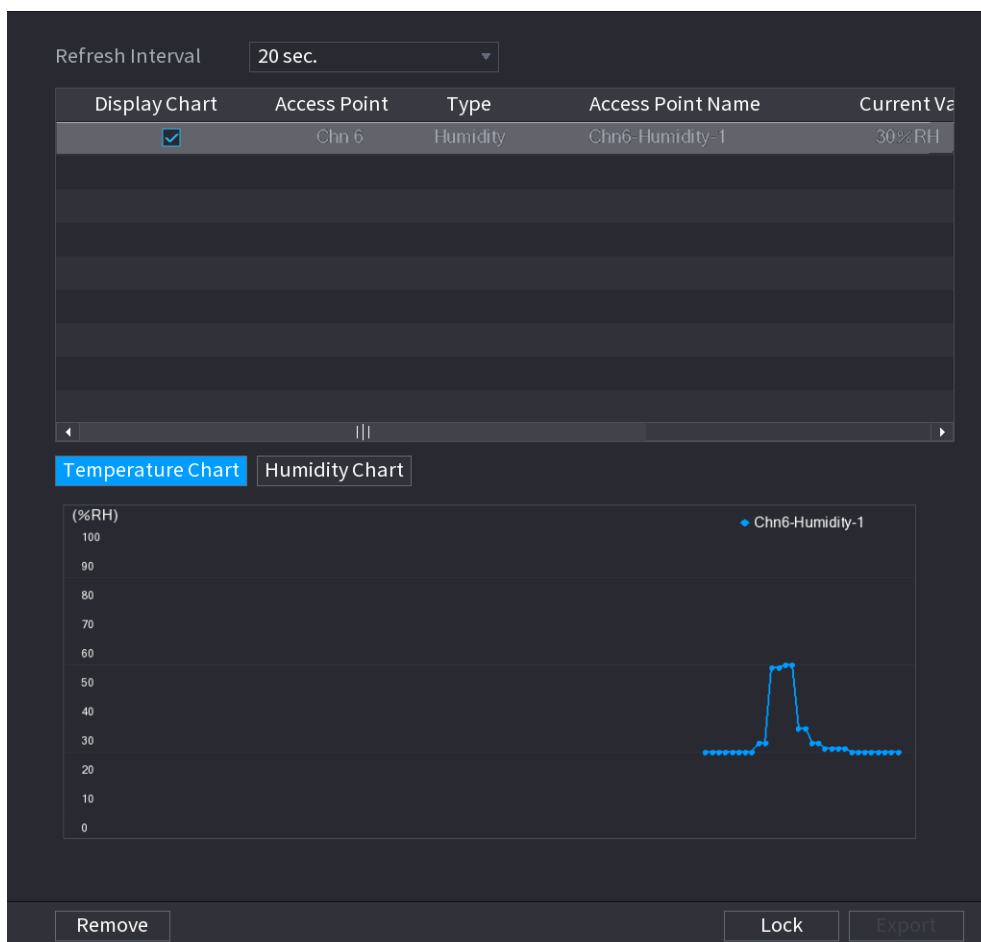 Refresh Interval 20 sec.
Display Chart Access Point Type Access Point Name Current Va
Chn 6 Humidity Chn6-Humidity-1 30%RH
Temperature Chart Humidity Chart
(%RH)
Chn6-Humidity-1
100
90
80
70
60
50
40
30
20
10
0
Remove Lock Export